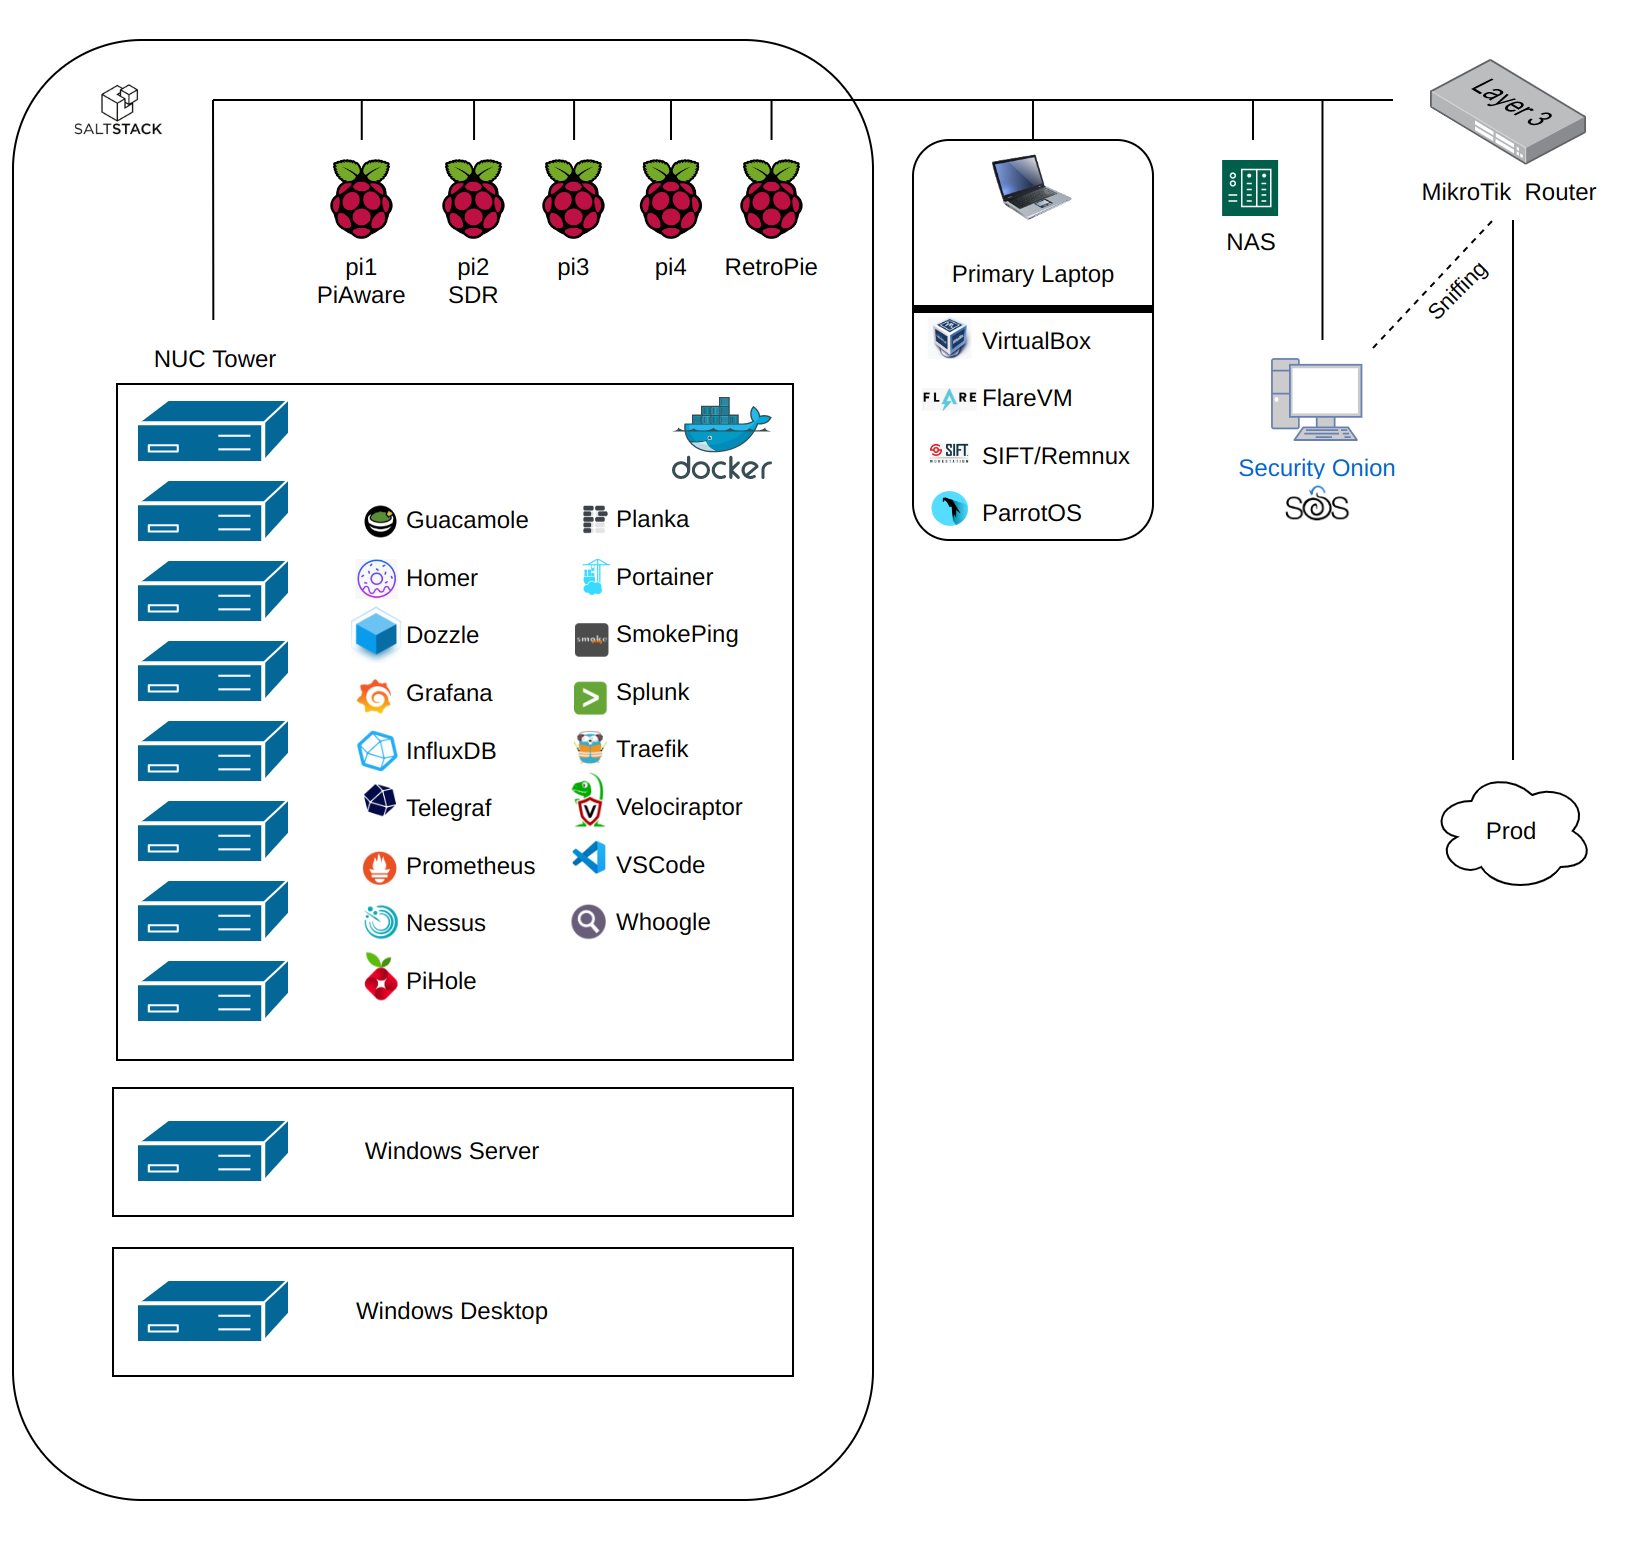 SALTSTACK
Layer 3
MikroTik Router
pi1
PiAware
pi2
SDR
pi3
pi4
RetroPie
Primary Laptop
VirtualBox
FLARE FlareVM
SIFT
WORKSTATION
SIFT/Remnux
ParrotOS
NAS
Sniffing
Security Onion
SOS
Prod
NUC Tower
docker
Guacamole
Homer
Dozzle
Grafana
InfluxDB
Telegraf
Prometheus
Nessus
PiHole
Planka
Portainer
smoke
SmokePing
> Splunk
Traefik
V
Velociraptor
VSCode
Whoogle
Windows Server
Windows Desktop